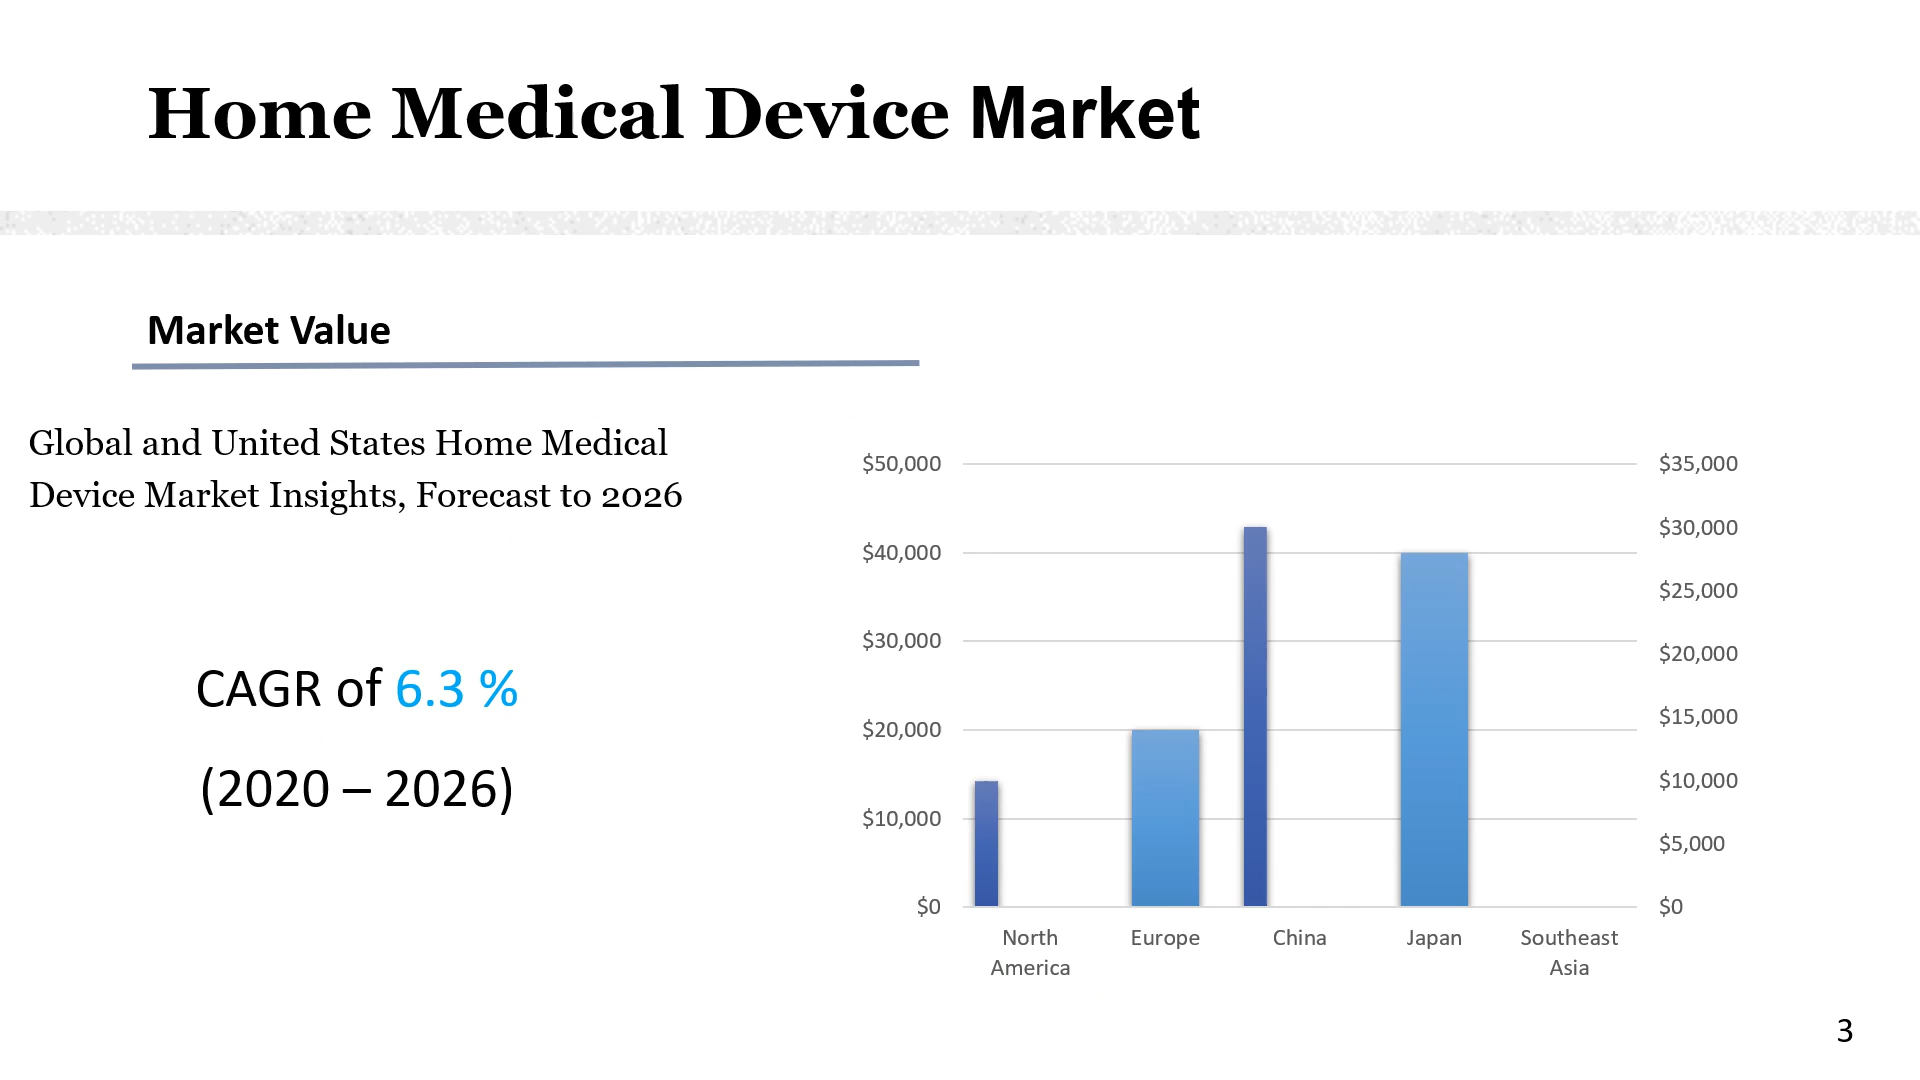 Home Medical Device Market
Market Value
Global and United States Home Medical
Device Market Insights, Forecast to 2026
CAGR of 6.3 %
(2020 – 2026)
$50,000
$40,000
$30,000
$20,000
$10,000
$0
$35,000
$30,000
$25,000
$20,000
$15,000
$10,000
$5,000
$0
North
America
Europe
China
Japan
Southeast
Asia
3